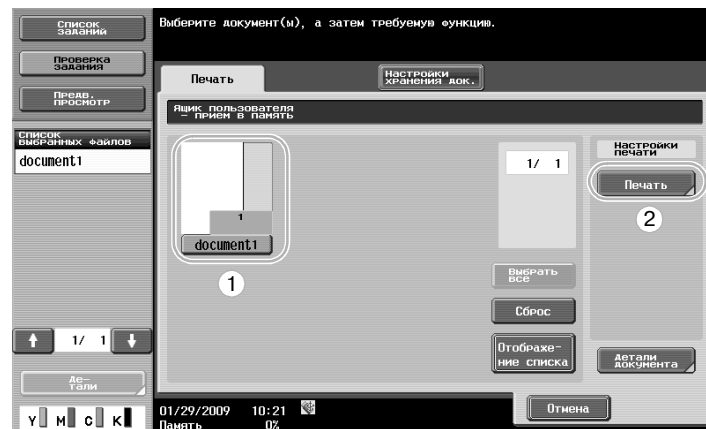 Список
заданий
Выберите документ(ы), а затем требуемую функцию.
Проверка
задания
Предв.
просмотр
Печать
Настройки
хранения док.
Ящик пользователя
– прием в память
Список
выбранных файлов
document1
1
document1
1
1/ 1
Настройки
печати
Печать
2
Выбрать
все
Сброс
Отображе-
ние списка
Детали
документа
↑ 1/ 1 ↓
Де-
тали
Y M C K
01/29/2009 10:21
Память 0%
Отмена